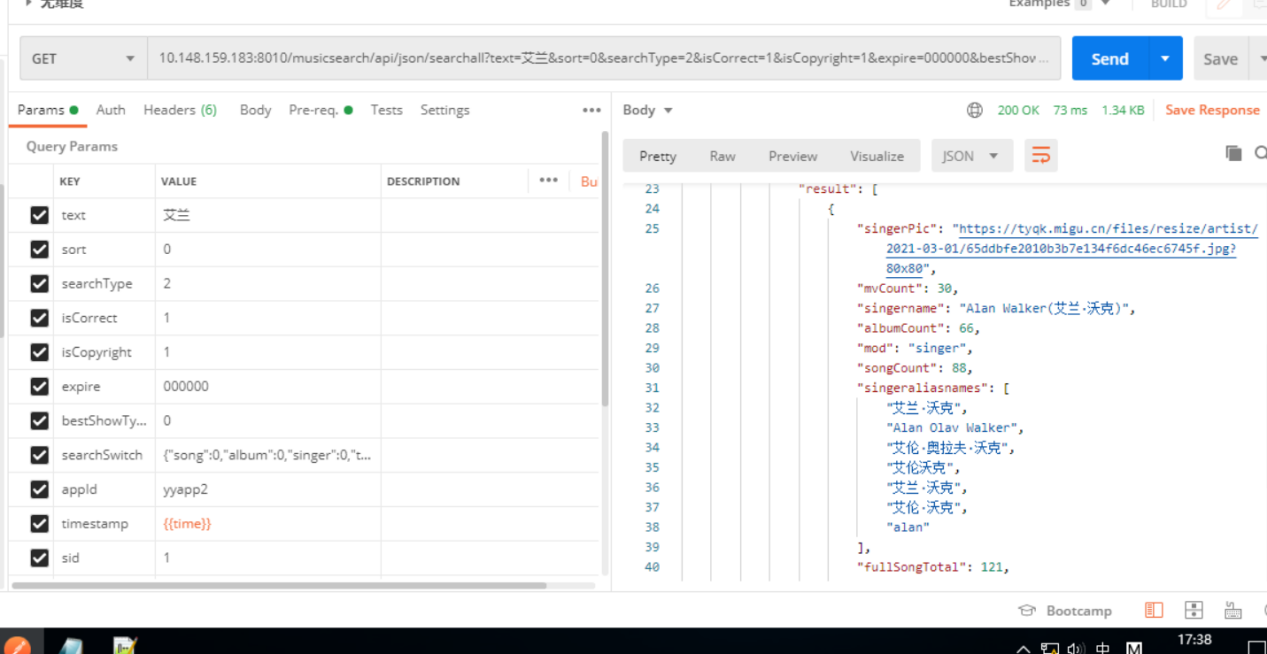 无维度
Examples 0
BUILD
GET
10.148.159.183:8010/musicsearch/api/json/searchall?text=艾兰&sort=0&searchType=2&isCorrect=1&isCopyright=1&expire=000000&bestShow...
Send
Save
Params
Auth
Headers (6)
Body
Pre-req.
Tests
Settings
Query Params
KEY VALUE DESCRIPTION ••• Bu
text 艾兰
sort 0
searchType 2
isCorrect 1
isCopyright 1
expire 000000
bestShowTy... 0
searchSwitch {"song":0,"album":0,"singer":0,"t...
appId yyapp2
timestamp {{time}}
sid 1
Body
200 OK 73 ms 1.34 KB Save Response
Pretty Raw Preview Visualize JSON
23 "result": [
24 {
25 "singerPic": "https://tyqk.migu.cn/files/resize/artist/
2021-03-01/65ddbfe2010b3b7e134f6dc46ec6745f.jpg?
80x80",
26 "mvCount": 30,
27 "singername": "Alan Walker(艾兰·沃克)",
28 "albumCount": 66,
29 "mod": "singer",
30 "songCount": 88,
31 "singeraliasnames": [
32 "艾兰·沃克",
33 "Alan Olav Walker",
34 "艾伦·奥拉夫·沃克",
35 "艾伦沃克",
36 "艾兰·沃克",
37 "艾伦·沃克",
38 "alan"
39 ],
40 "fullSongTotal": 121,
Bootcamp
中 M 17:38